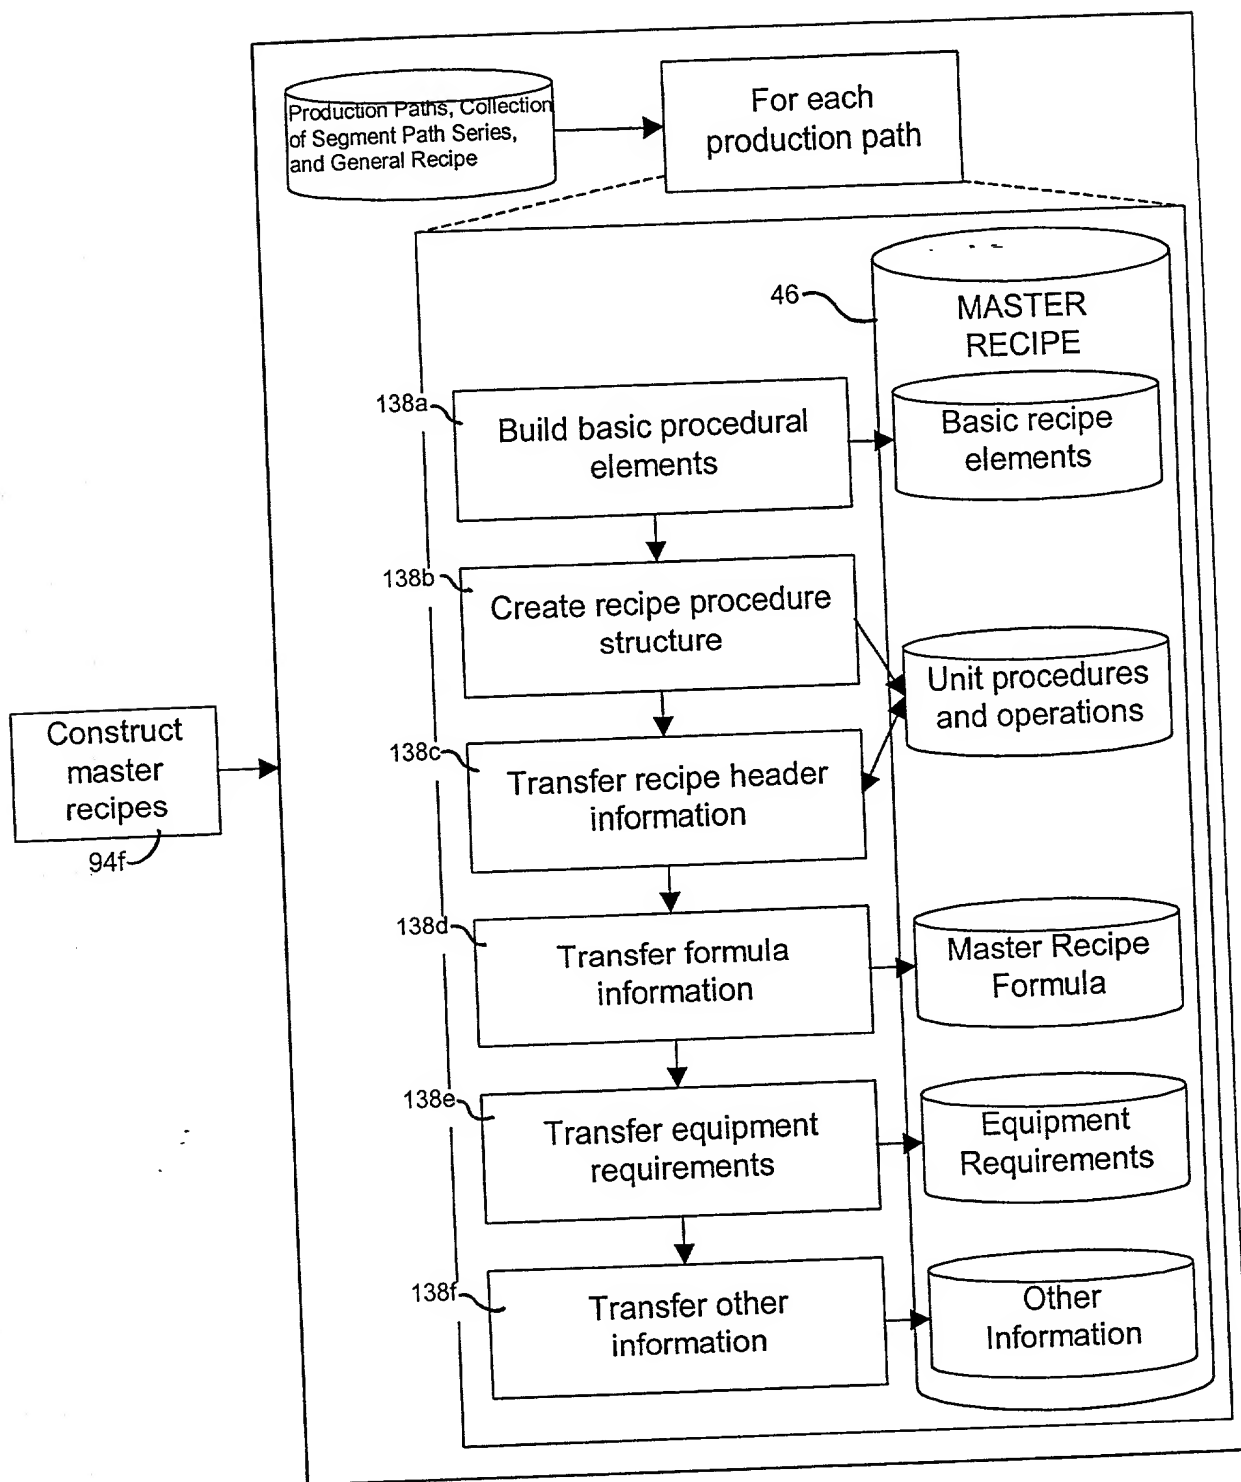 Production Paths, Collection
of Segment Path Series,
and General Recipe
For each
production path
46
MASTER
RECIPE
138a
Build basic procedural
elements
Basic recipe
elements
138b
Create recipe procedure
structure
Unit procedures
and operations
Construct
master
recipes
94f
138c
Transfer recipe header
information
138d
Transfer formula
information
Master Recipe
Formula
138e
Transfer equipment
requirements
Equipment
Requirements
138f
Transfer other
information
Other
Information